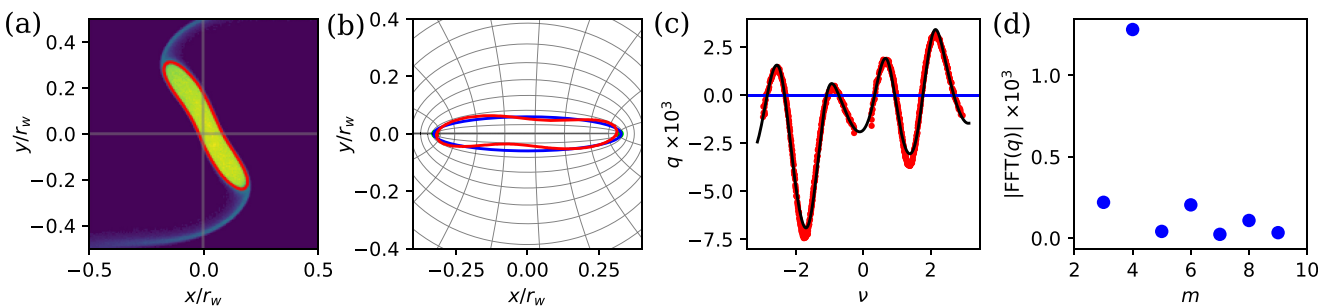 (a)
y/r_w
0.4
0.2
0.0
−0.2
−0.4
−0.5
0.0
0.5
x/r_w
(b)
y/r_w
0.4
0.2
0.0
−0.2
−0.4
−0.25
0.00
0.25
x/r_w
(c)
q ×10³
2.5
0.0
−2.5
−5.0
−7.5
−2
0
2
ν
(d)
|FFT(q)| ×10³
1.0
0.5
0.0
2
4
6
8
10
m